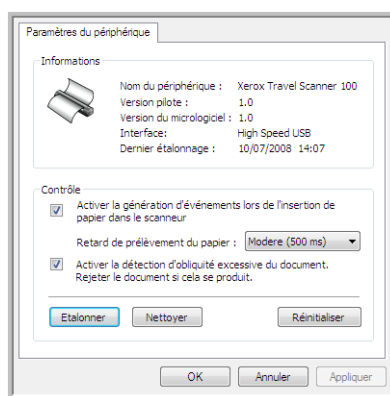 Paramètres du périphérique
Informations
Nom du périphérique : Xerox Travel Scanner 100
Version pilote : 1.0
Version du micrologiciel : 1.0
Interface: High Speed USB
Dernier étalonnage : 10/07/2008 14:07
Contrôle
Activer la génération d'événements lors de l'insertion de
papier dans le scanneur
Retard de prélèvement du papier : Modere (500 ms)
Activer la détection d'obliquité excessive du document.
Rejeter le document si cela se produit.
Etalonner Nettoyer Réinitialiser
OK Annuler Appliquer